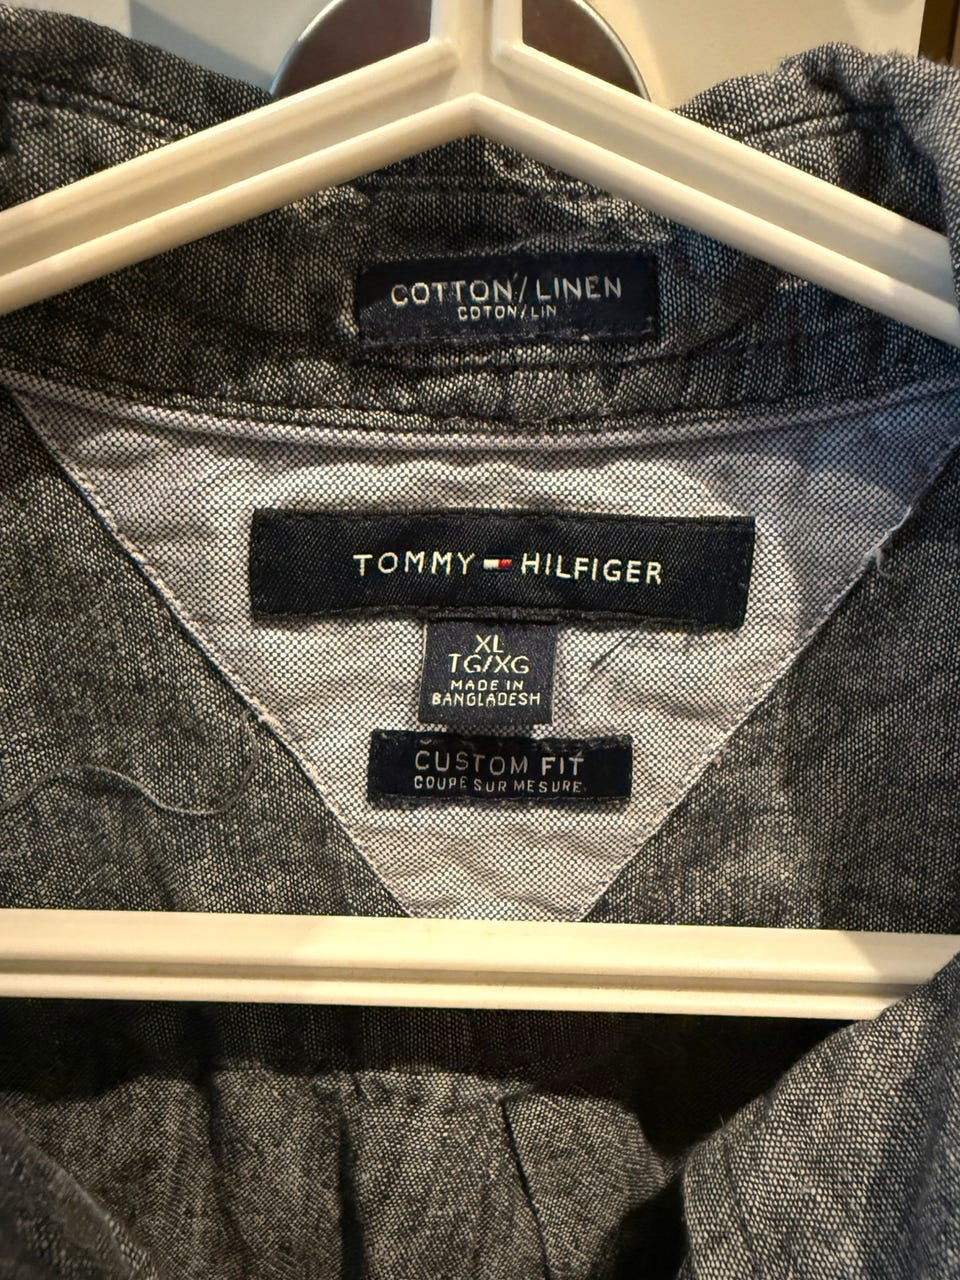 COTTON/LINEN
COTON/LIN
TOMMY HILFIGER
XL
TG/XG
MADE IN
BANGLADESH
CUSTOM FIT
COUPE SUR MESURE